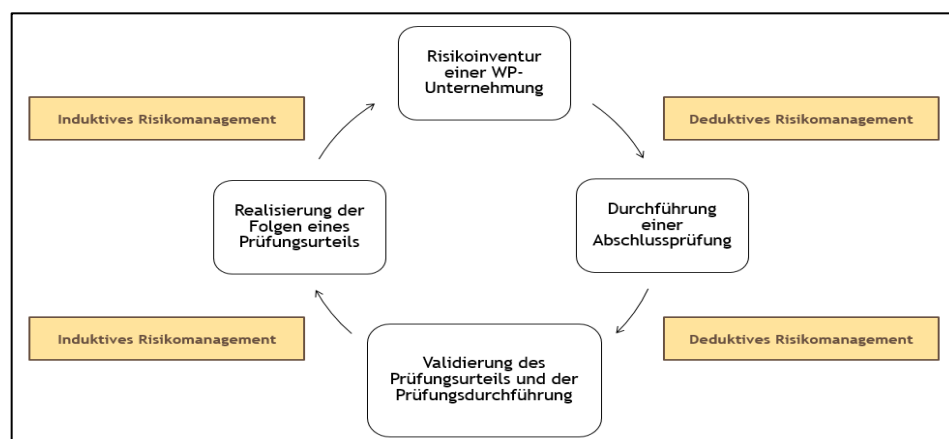 Risikoinventur
einer WP-
Unternehmung
Induktives Risikomanagement
Deduktives Risikomanagement
Realisierung der
Folgen eines
Prüfungsurteils
Durchführung
einer
Abschlussprüfung
Induktives Risikomanagement
Deduktives Risikomanagement
Validierung des
Prüfungsurteils und der
Prüfungsdurchführung